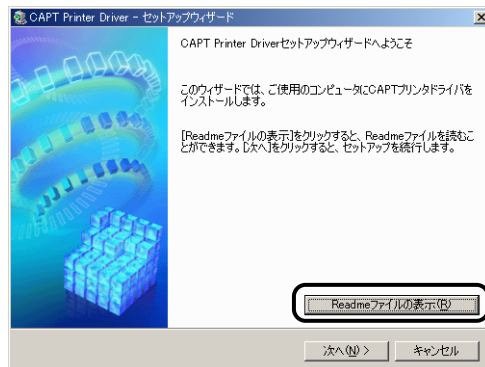 CAPT Printer Driver - セットアップウィザード
CAPT Printer Driverセットアップウィザードへようこそ
このウィザードでは、ご使用のコンピュータにCAPTプリンタドライバを
インストールします。
[Readmeファイルの表示]をクリックすると、Readmeファイルを読むこ
とができます。[次へ]をクリックすると、セットアップを続行します。
Readmeファイルの表示(R)
次へ(N) >
キャンセル